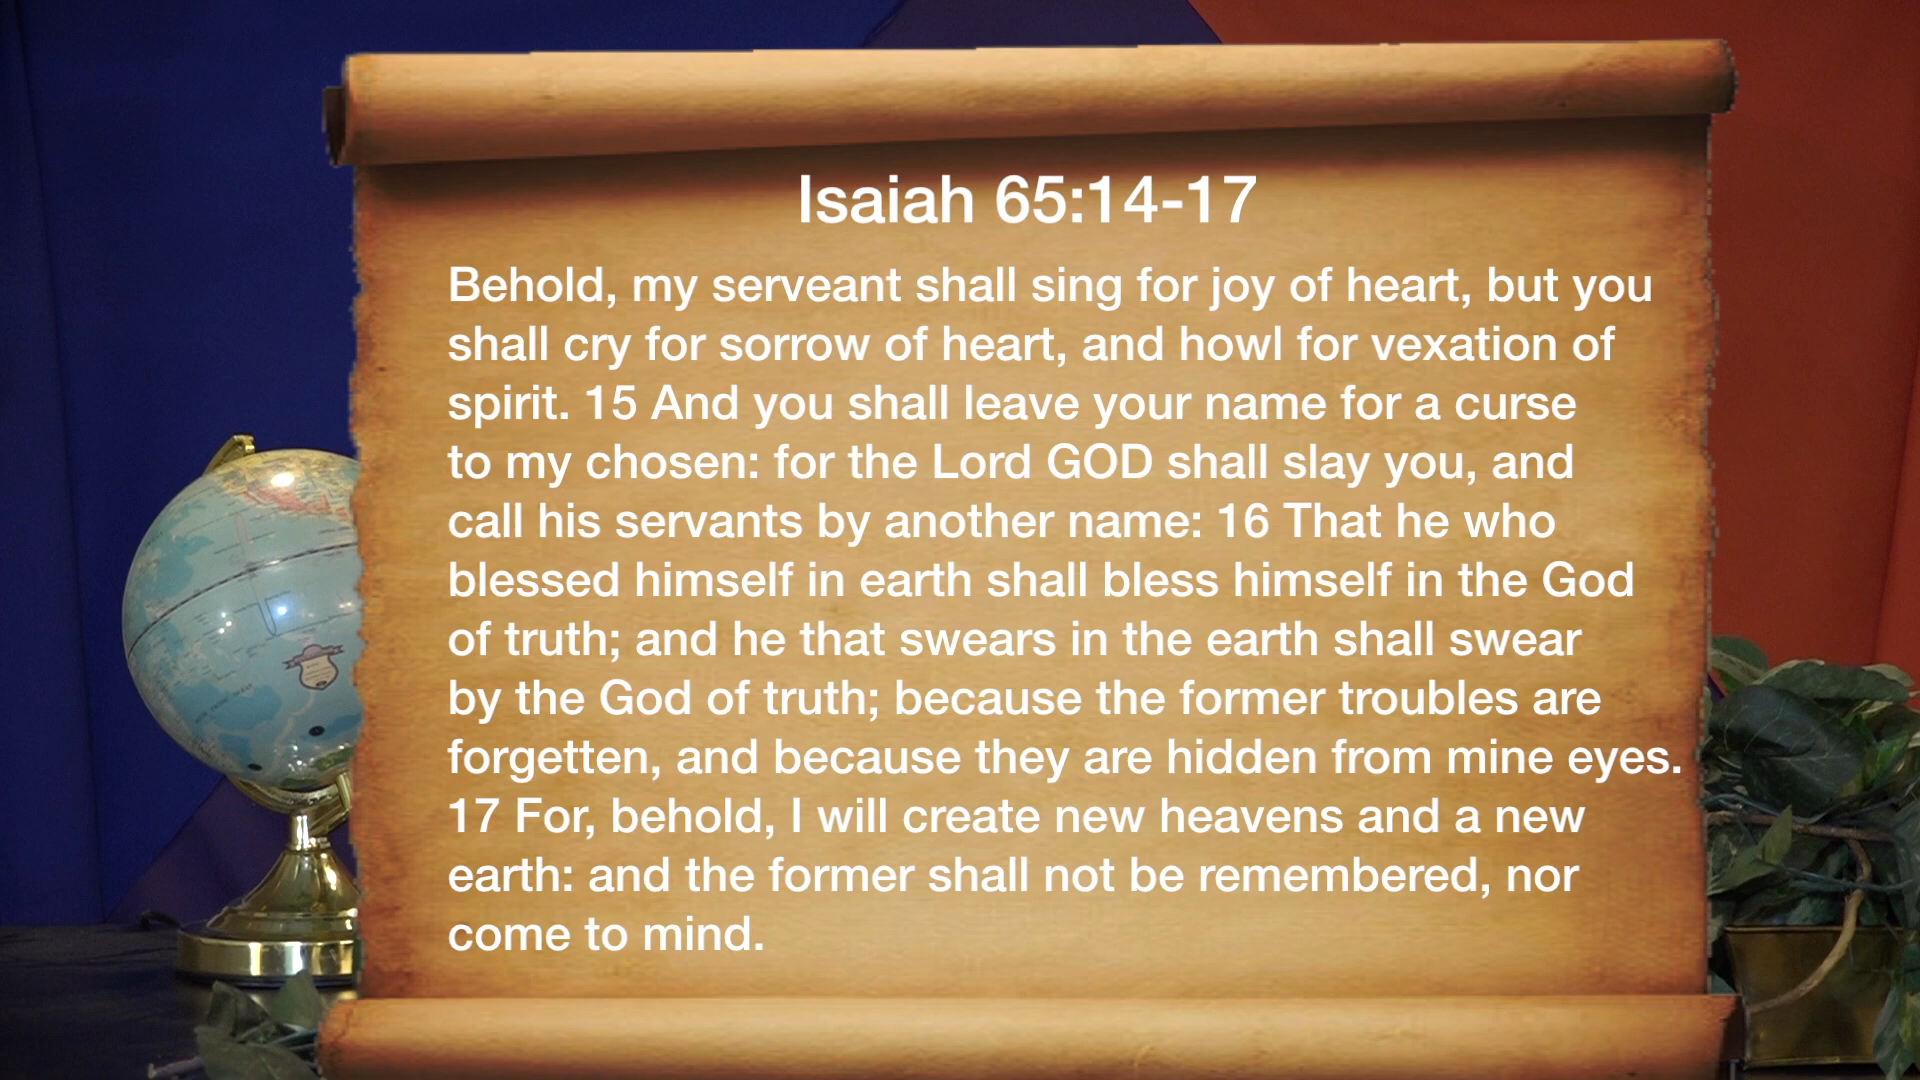 Isaiah 65:14-17
Behold, my serveant shall sing for joy of heart, but you
shall cry for sorrow of heart, and howl for vexation of
spirit. 15 And you shall leave your name for a curse
to my chosen: for the Lord GOD shall slay you, and
call his servants by another name: 16 That he who
blessed himself in earth shall bless himself in the God
of truth; and he that swears in the earth shall swear
by the God of truth; because the former troubles are
forgetten, and because they are hidden from mine eyes.
17 For, behold, I will create new heavens and a new
earth: and the former shall not be remembered, nor
come to mind.